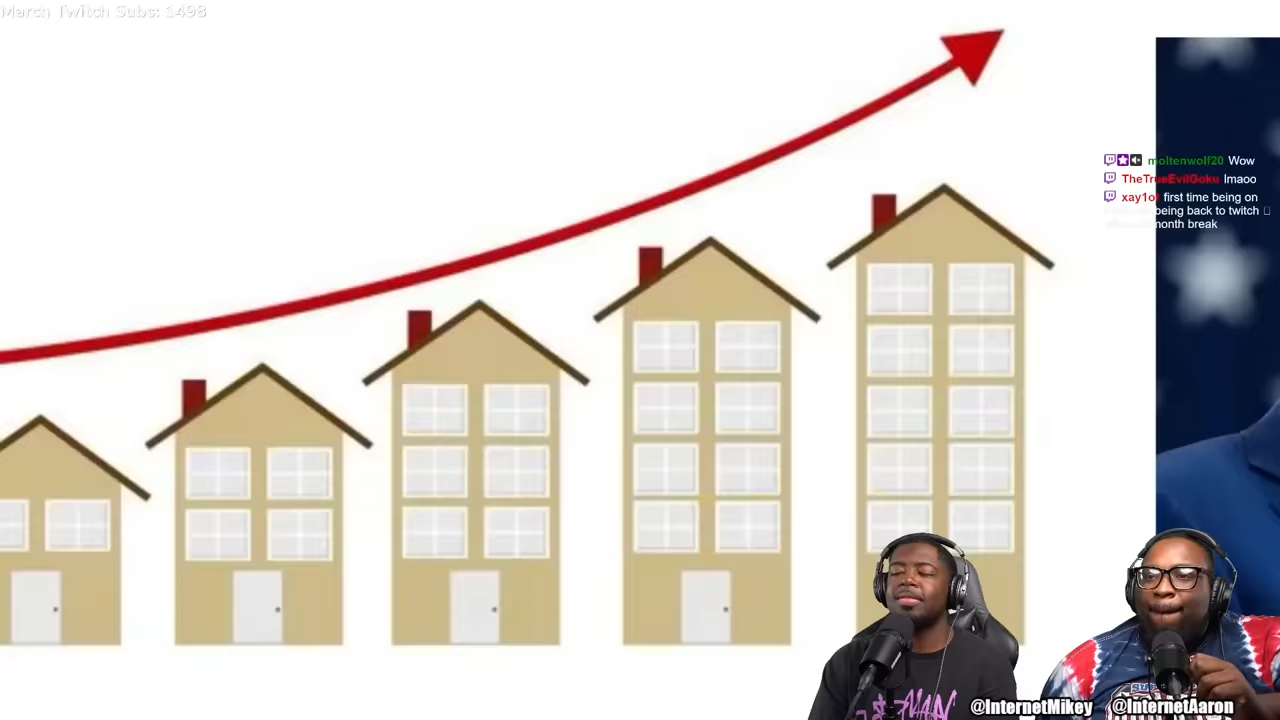 March Twitch Subs: 1498
moltenwolf20 Wow
TheTrueEvilGoku lmaoo
first time being on
being back to twitch
month break
@InternetMikey @InternetAaron